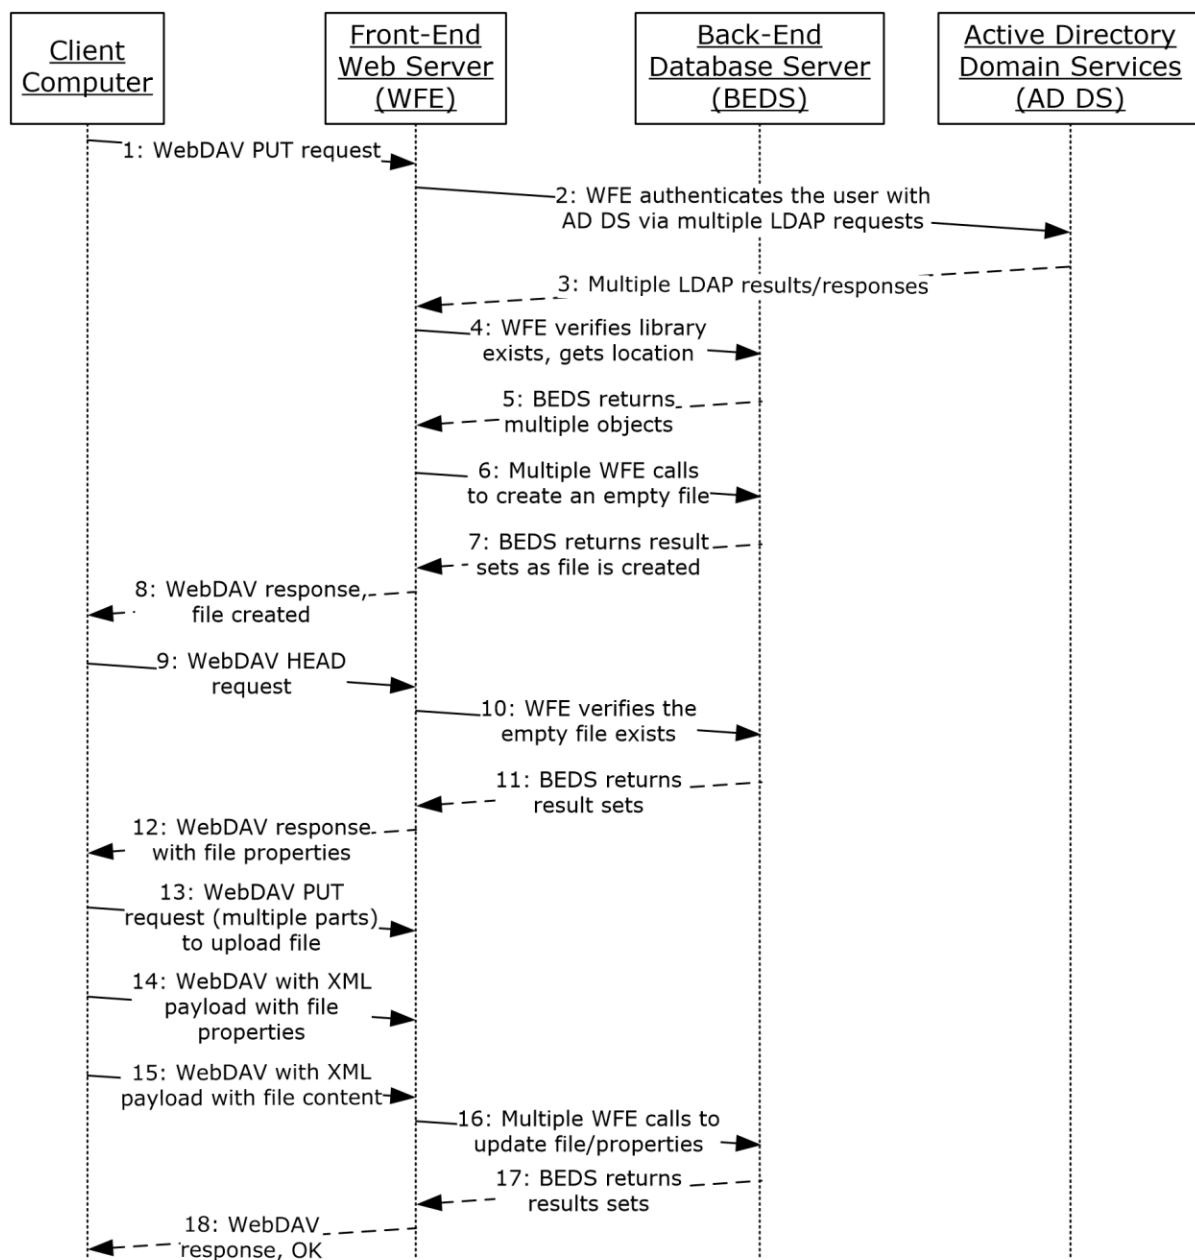 Client
Computer
Front-End
Web Server
(WFE)
Back-End
Database Server
(BEDS)
Active Directory
Domain Services
(AD DS)
1: WebDAV PUT request
2: WFE authenticates the user with
AD DS via multiple LDAP requests
3: Multiple LDAP results/responses
4: WFE verifies library
exists, gets location
5: BEDS returns
multiple objects
6: Multiple WFE calls
to create an empty file
7: BEDS returns result
sets as file is created
8: WebDAV response,
file created
9: WebDAV HEAD
request
10: WFE verifies the
empty file exists
11: BEDS returns
result sets
12: WebDAV response
with file properties
13: WebDAV PUT
request (multiple parts)
to upload file
14: WebDAV with XML
payload with file
properties
15: WebDAV with XML
payload with file content
16: Multiple WFE calls to
update file/properties
17: BEDS returns
results sets
18: WebDAV
response, OK